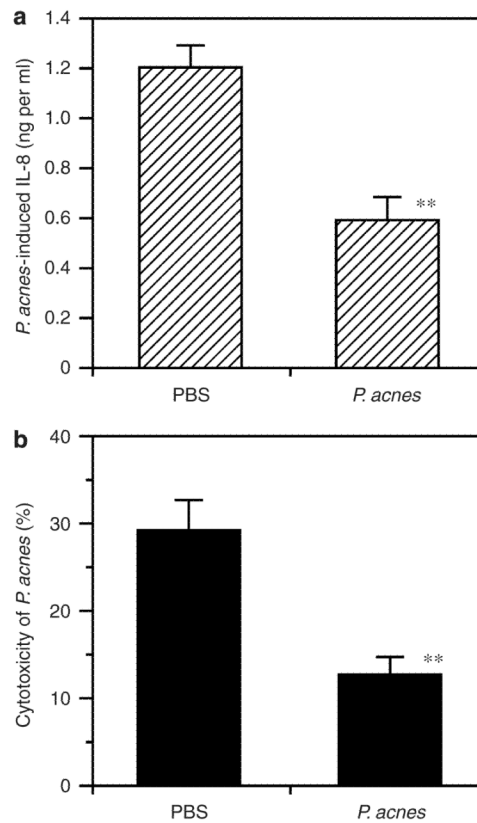 a
P. acnes-induced IL-8 (ng per ml)
1.4
1.2
1.0
0.8
0.6
0.4
0.2
0
**
PBS
P. acnes
b
Cytotoxicity of P. acnes (%)
40
30
20
10
0
**
PBS
P. acnes